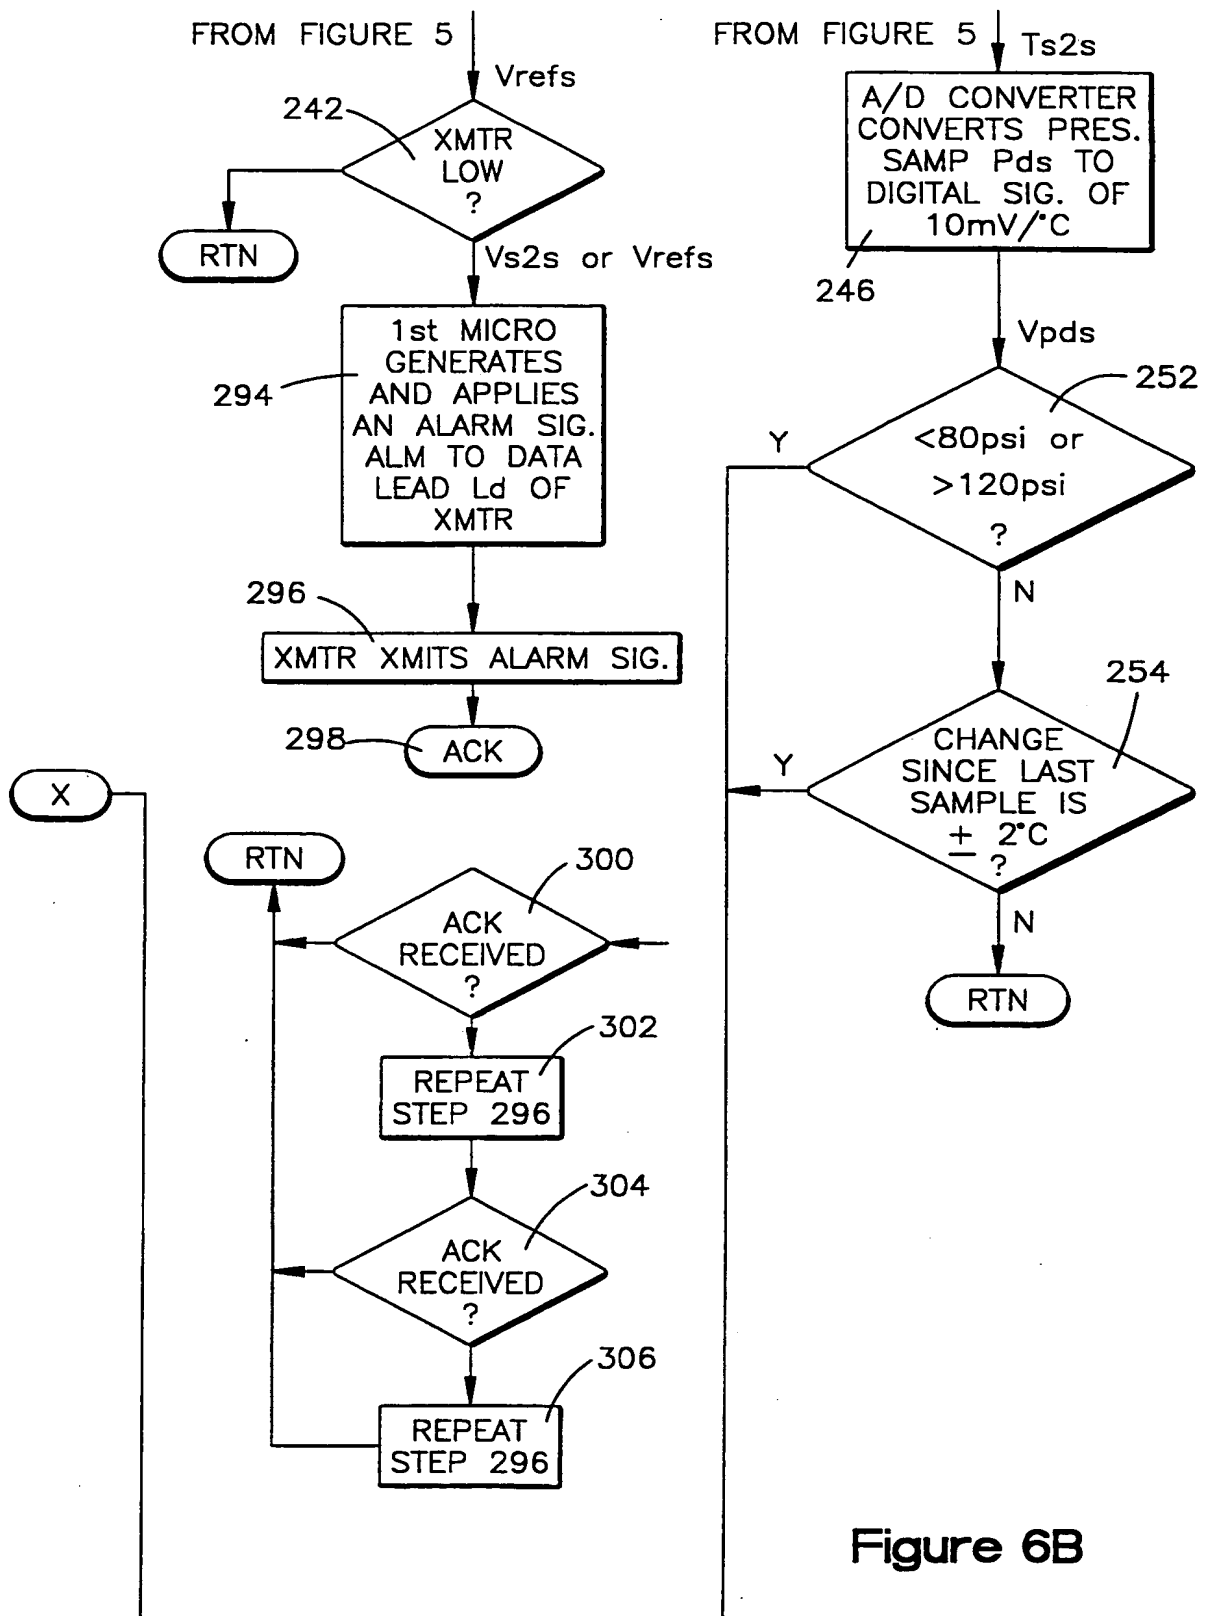 FROM FIGURE 5
Vrefs
242
XMTR
LOW
?
RTN
Vs2s or Vrefs
1st MICRO
GENERATES
AND APPLIES
AN ALARM SIG.
ALM TO DATA
LEAD Ld OF
XMTR
294
296
XMTR XMITS ALARM SIG.
298
ACK
X
RTN
300
ACK
RECEIVED
?
302
REPEAT
STEP 296
304
ACK
RECEIVED
?
306
REPEAT
STEP 296
FROM FIGURE 5
Ts2s
A/D CONVERTER
CONVERTS PRES.
SAMP Pds TO
DIGITAL SIG. OF
10mV/°C
246
Vpds
252
Y
<80psi or
>120psi
?
N
254
Y
CHANGE
SINCE LAST
SAMPLE IS
± 2°C
?
N
RTN
Figure 6B